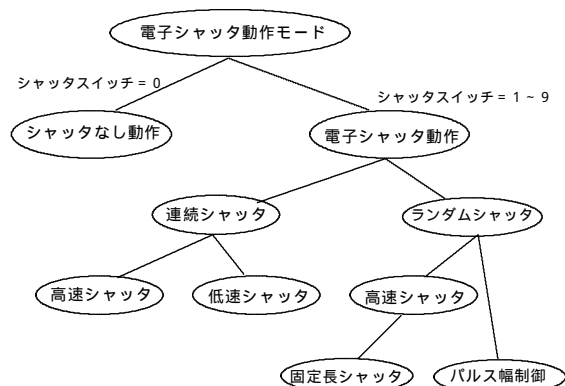 電子シャッタ動作モード
シャッタスイッチ = 0
シャッタスイッチ = 1 ~ 9
シャッタなし動作
電子シャッタ動作
連続シャッタ
ランダムシャッタ
高速シャッタ
低速シャッタ
高速シャッタ
固定長シャッタ
パルス幅制御